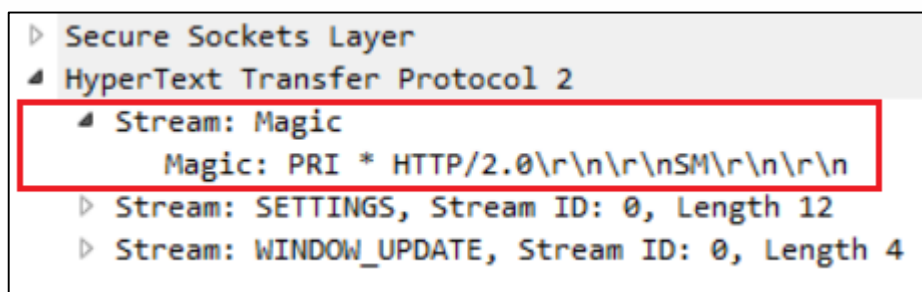 Secure Sockets Layer
HyperText Transfer Protocol 2
Stream: Magic
Magic: PRI * HTTP/2.0\r\n\r\nSM\r\n\r\n
Stream: SETTINGS, Stream ID: 0, Length 12
Stream: WINDOW_UPDATE, Stream ID: 0, Length 4